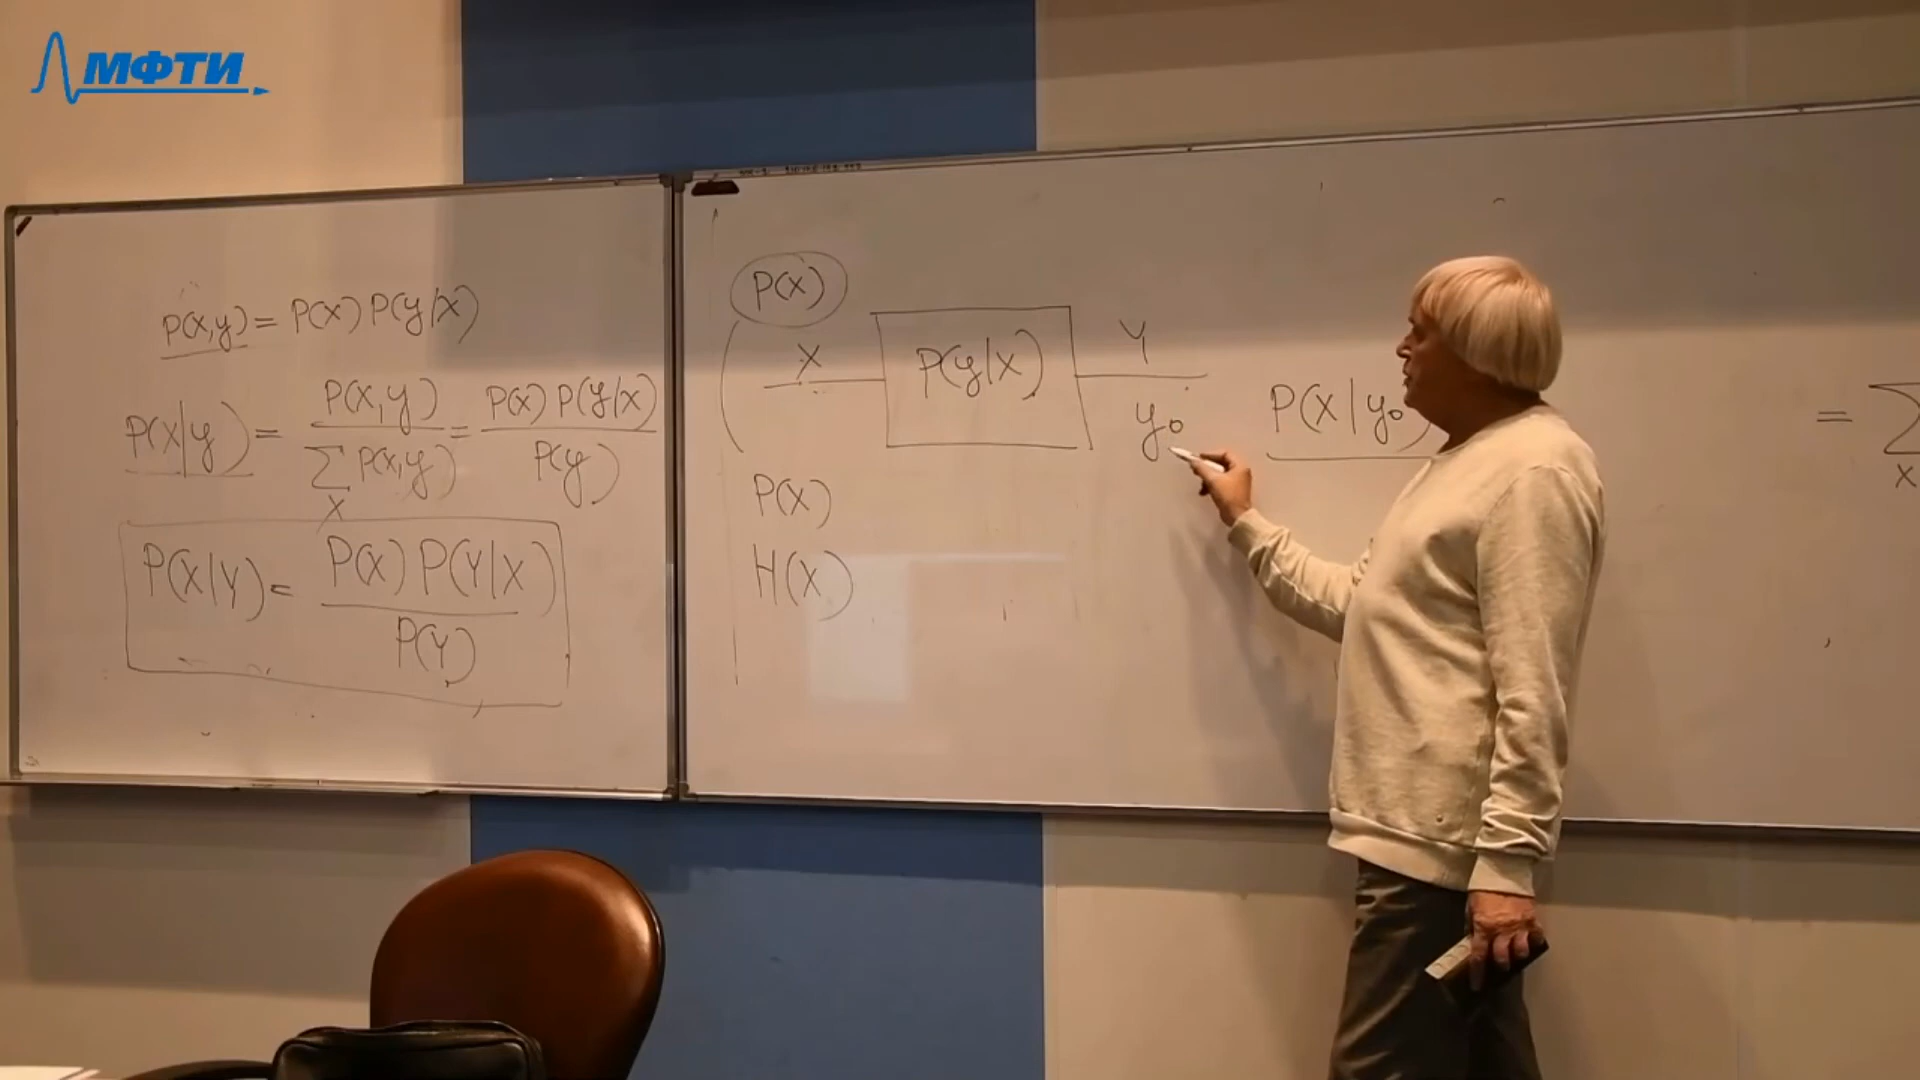 МФТИ
P(x,y) = P(x) P(y|x)
P(x|y) = P(x,y) / ∑x P(x,y) = P(x) P(y|x) / P(y)
P(X|Y) = P(X) P(Y|X) / P(Y)
P(x)
X P(y|x) Y
y₀ P(x|y₀)
P(x)
H(X)
= ∑
x